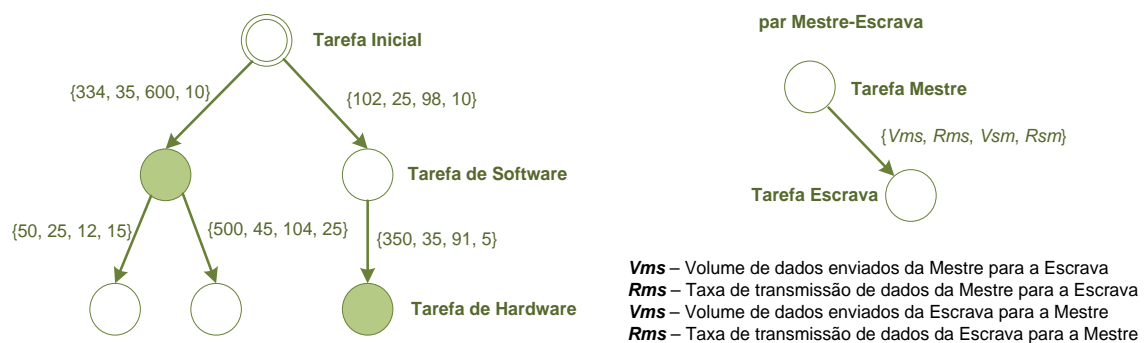 Tarefa Inicial
{334, 35, 600, 10}
{102, 25, 98, 10}
Tarefa de Software
{50, 25, 12, 15}
{500, 45, 104, 25}
{350, 35, 91, 5}
Tarefa de Hardware
par Mestre-Escrava
Tarefa Mestre
{Vms, Rms, Vsm, Rsm}
Tarefa Escrava
Vms – Volume de dados enviados da Mestre para a Escrava
Rms – Taxa de transmissão de dados da Mestre para a Escrava
Vms – Volume de dados enviados da Escrava para a Mestre
Rms – Taxa de transmissão de dados da Escrava para a Mestre